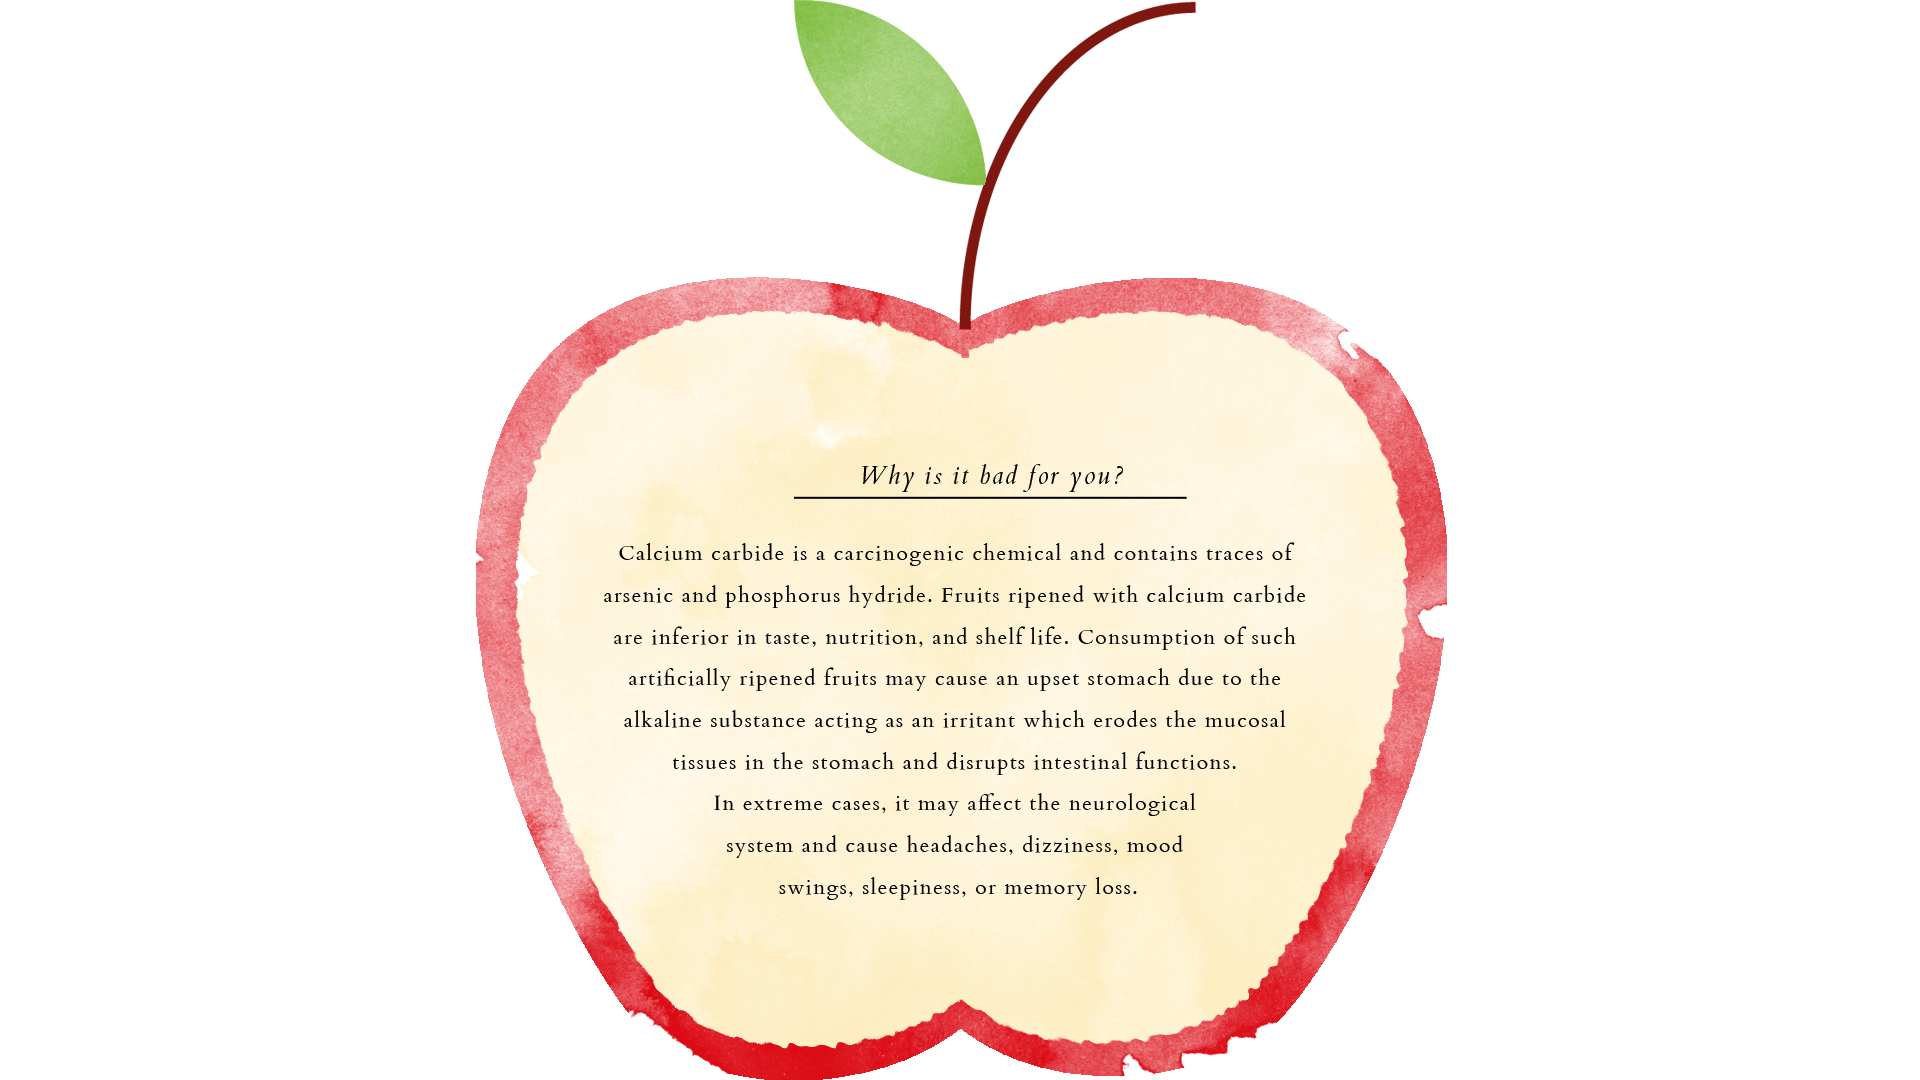 Why is it bad for you?
Calcium carbide is a carcinogenic chemical and contains traces of
arsenic and phosphorus hydride. Fruits ripened with calcium carbide
are inferior in taste, nutrition, and shelf life. Consumption of such
artificially ripened fruits may cause an upset stomach due to the
alkaline substance acting as an irritant which erodes the mucosal
tissues in the stomach and disrupts intestinal functions.
In extreme cases, it may affect the neurological
system and cause headaches, dizziness, mood
swings, sleepiness, or memory loss.